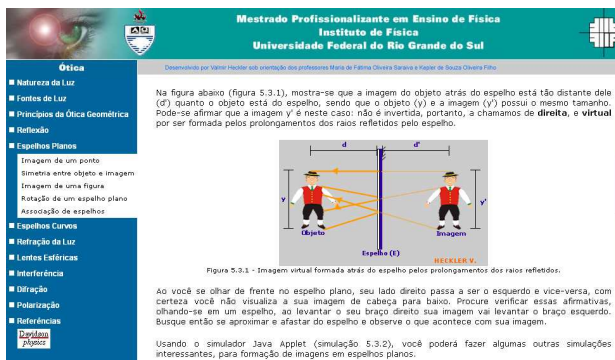 Mestrado Profissionalizante em Ensino de Física
Instituto de Física
Universidade Federal do Rio Grande do Sul
Desenvolvido por Valmir Heckler sob orientação dos professores Maria de Fátima Oliveira Saraiva e Kepler de Souza Oliveira Filho
Ótica
Natureza da Luz
Fontes de Luz
Princípios da Ótica Geométrica
Reflexão
Espelhos Planos
Imagem de um ponto
Simetria entre objeto e imagem
Imagem de uma figura
Rotação de um espelho plano
Associação de espelhos
Espelhos Curvos
Refração da Luz
Lentes Esféricas
Interferência
Difração
Polarização
Referências
Davidson
physics
Na figura abaixo (figura 5.3.1), mostra-se que a imagem do objeto atrás do espelho está tão distante dele
(d') quanto o objeto está do espelho, sendo que o objeto (y) e a imagem (y') possui o mesmo tamanho.
Pode-se afirmar que a imagem y' é neste caso: não é invertida, portanto, a chamamos de direita, e virtual
por ser formada pelos prolongamentos dos raios refletidos pelo espelho.
d d'
y y'
Objeto Imagem
Espelho (E)
HECKLER V.
Figura 5.3.1 - Imagem virtual formada atrás do espelho pelos prolongamentos dos raios refletidos.
Ao você se olhar de frente no espelho plano, seu lado direito passa a ser o esquerdo e vice-versa, com
certeza você não visualiza a sua imagem de cabeça para baixo. Procure verificar essas afirmativas,
olhando-se em um espelho, ao levantar o seu braço direito sua imagem vai levantar o braço esquerdo.
Busque então se aproximar e afastar do espelho e observe o que acontece com sua imagem.
Usando o simulador Java Applet (simulação 5.3.2), você poderá fazer algumas outras simulações
interessantes, para formação de imagens em espelhos planos.